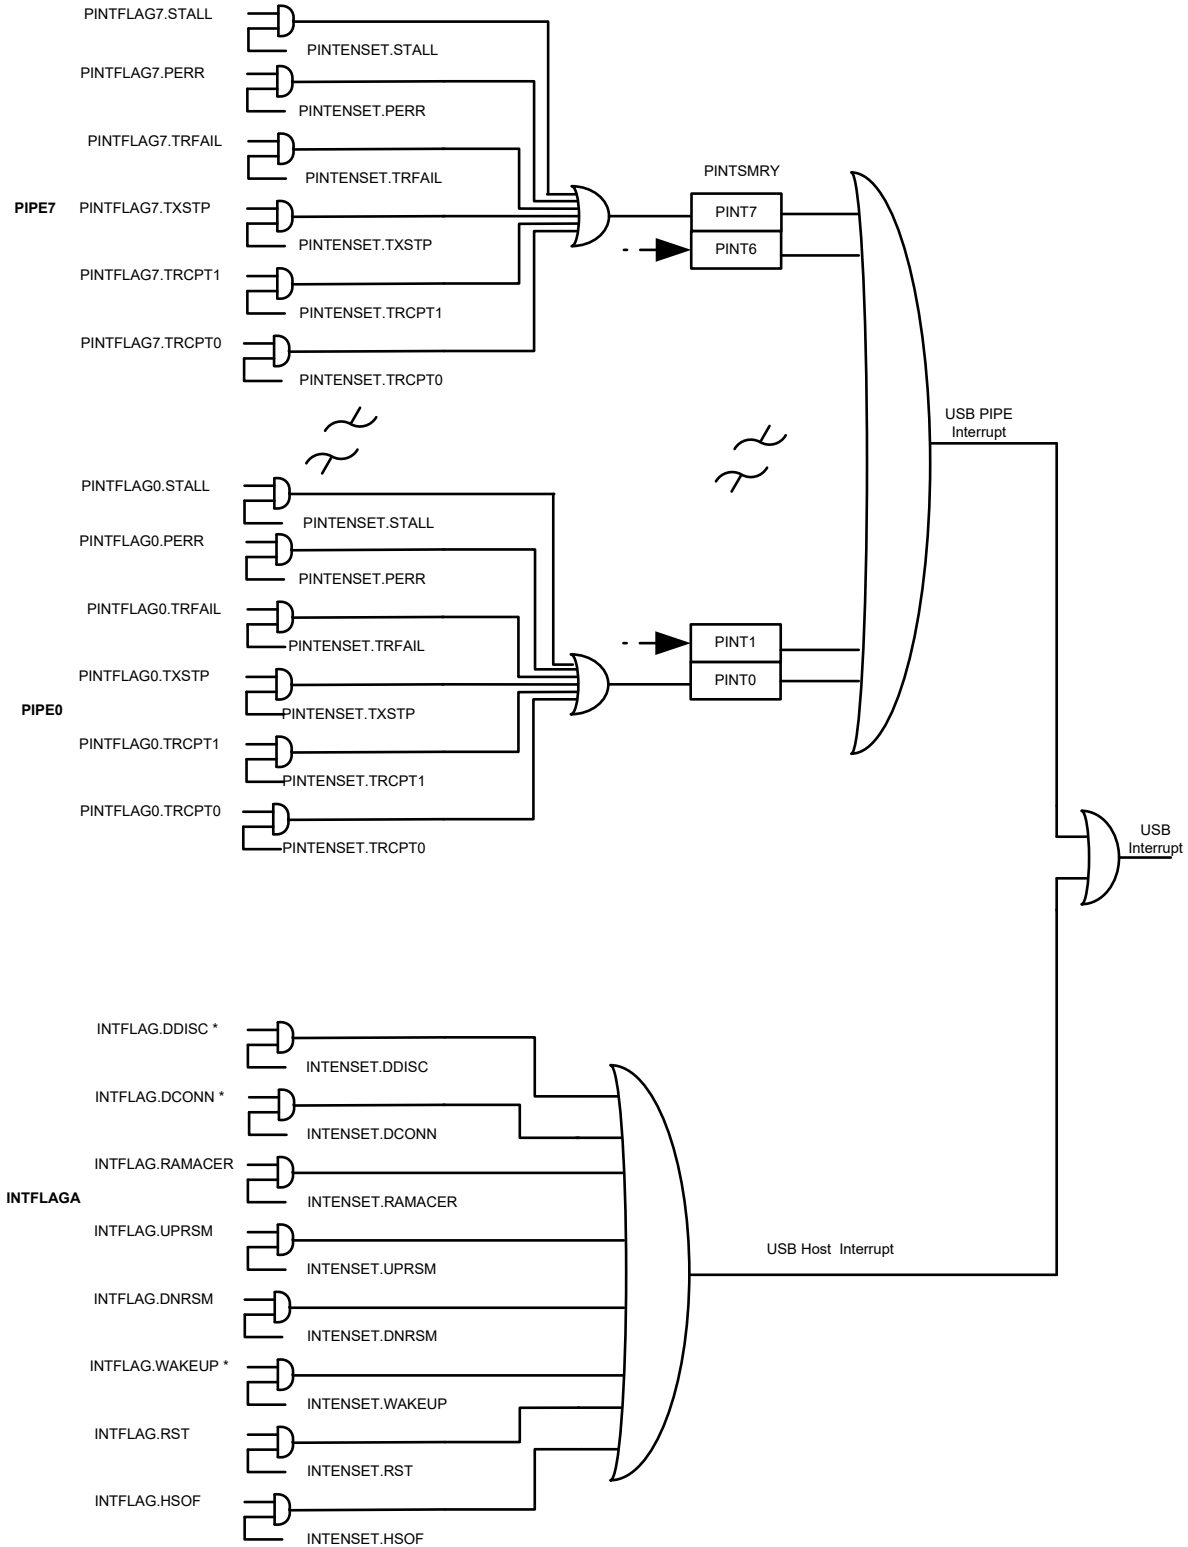 PINTFLAG7.STALL
PINTENSET.STALL
PINTFLAG7.PERR
PINTENSET.PERR
PINTFLAG7.TRFAIL
PINTENSET.TRFAIL
PIPE7
PINTFLAG7.TXSTP
PINTENSET.TXSTP
PINTFLAG7.TRCPT1
PINTENSET.TRCPT1
PINTFLAG7.TRCPT0
PINTENSET.TRCPT0
PINTSMRY
PINT7
PINT6
USB PIPE
Interrupt
PINTFLAG0.STALL
PINTENSET.STALL
PINTFLAG0.PERR
PINTENSET.PERR
PINTFLAG0.TRFAIL
PINTENSET.TRFAIL
PINTFLAG0.TXSTP
PINTENSET.TXSTP
PIPE0
PINTFLAG0.TRCPT1
PINTENSET.TRCPT1
PINTFLAG0.TRCPT0
PINTENSET.TRCPT0
PINT1
PINT0
USB
Interrupt
INTFLAG.DDISC *
INTENSET.DDISC
INTFLAG.DCONN *
INTENSET.DCONN
INTFLAG.RAMACER
INTENSET.RAMACER
INTFLAGA
INTFLAG.UPRSM
INTENSET.UPRSM
USB Host Interrupt
INTFLAG.DNRSM
INTENSET.DNRSM
INTFLAG.WAKEUP *
INTENSET.WAKEUP
INTFLAG.RST
INTENSET.RST
INTFLAG.HSOF
INTENSET.HSOF